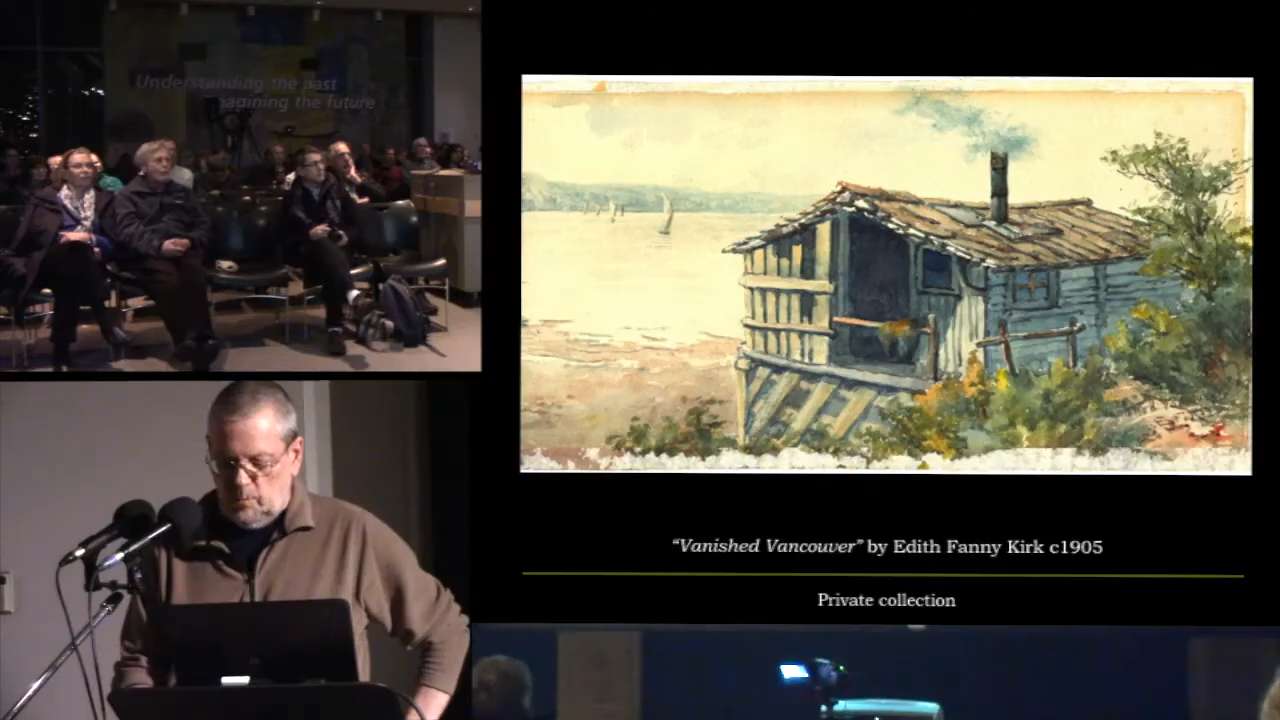 Understanding the past
imagining the future
"Vanished Vancouver" by Edith Fanny Kirk c1905
Private collection